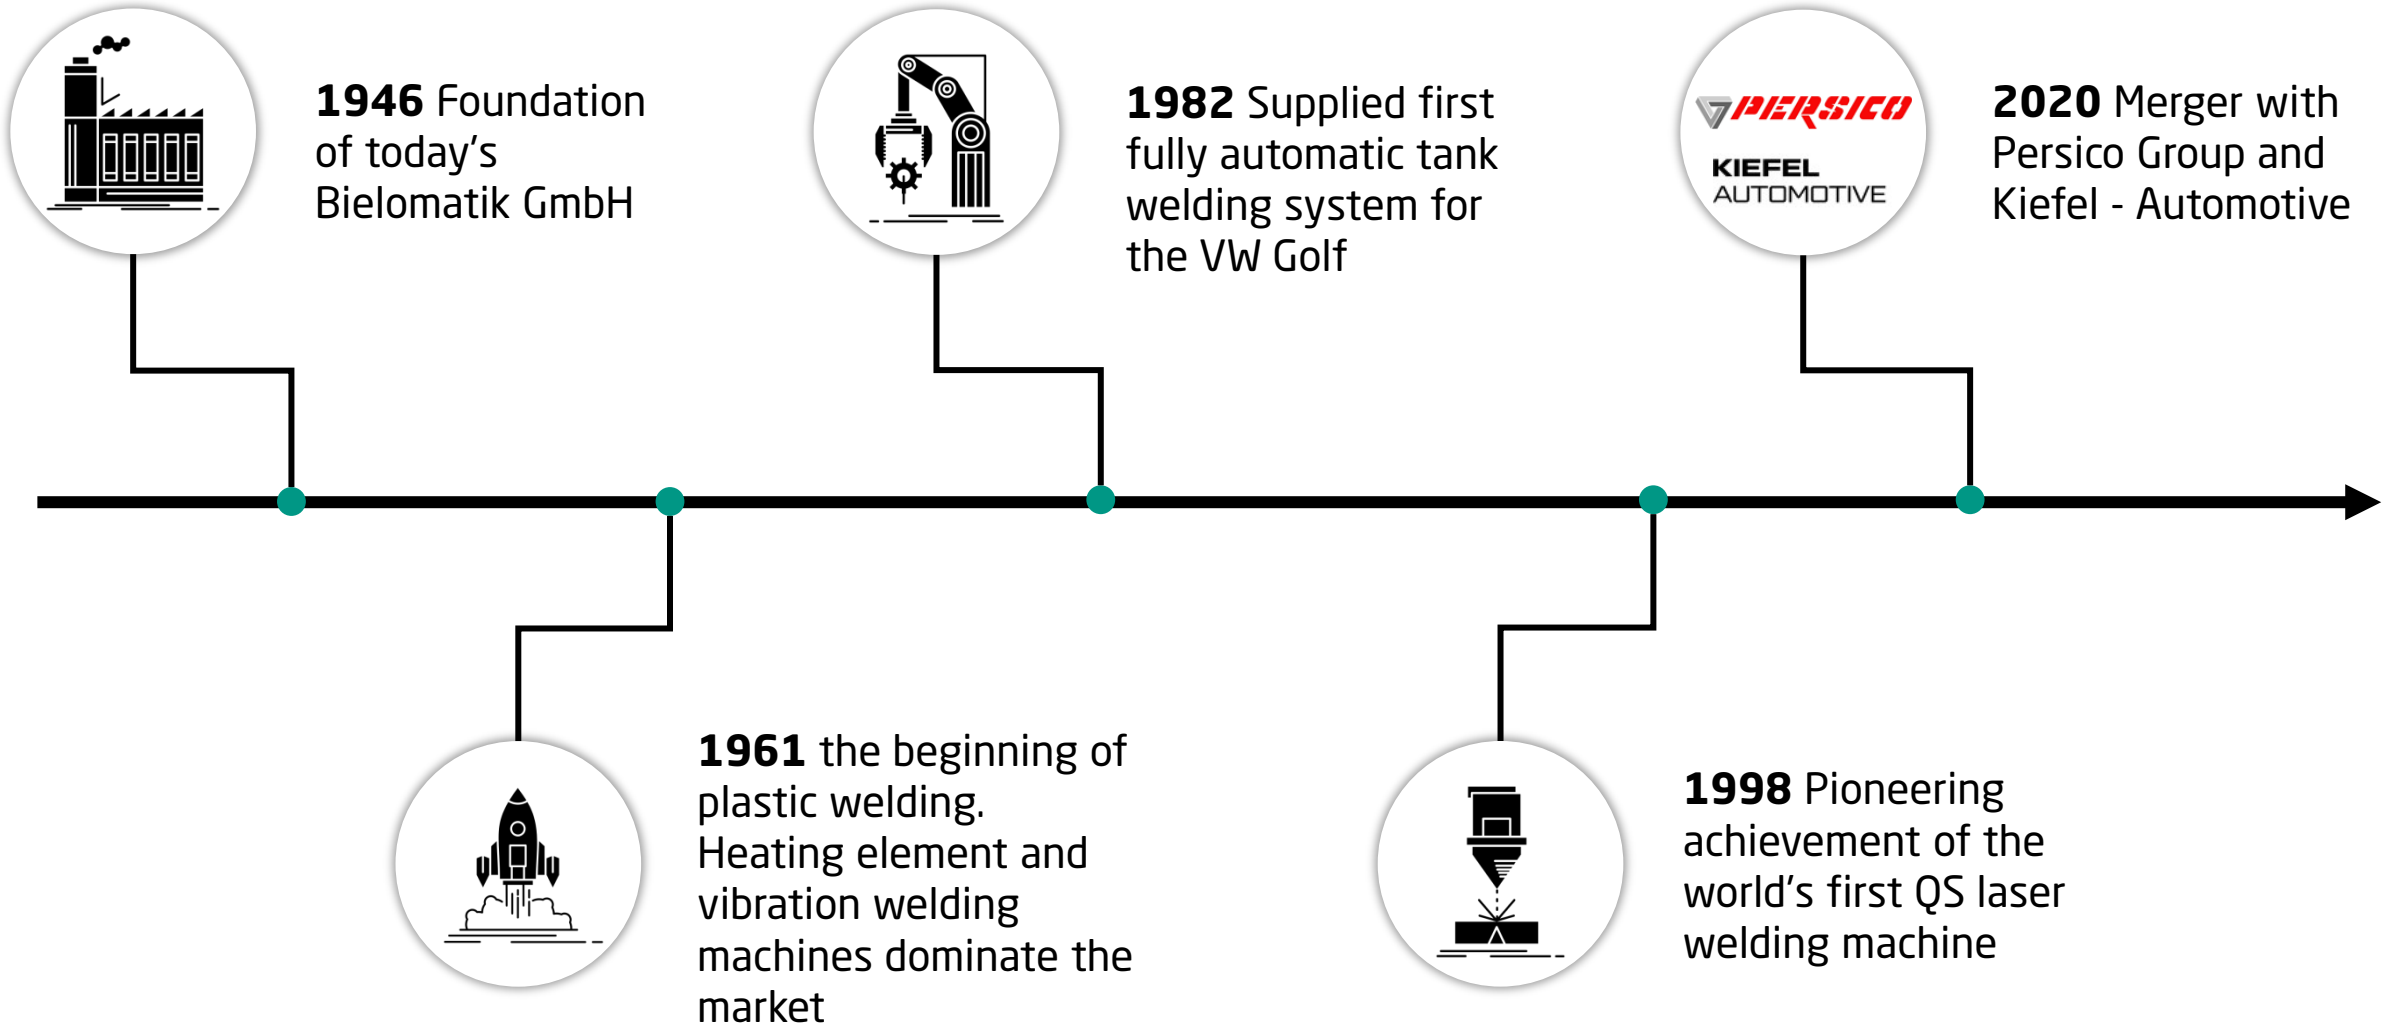 1946 Foundation
of today's
Bielomatik GmbH
1961 the beginning of
plastic welding.
Heating element and
vibration welding
machines dominate the
market
1982 Supplied first
fully automatic tank
welding system for
the VW Golf
1998 Pioneering
achievement of the
world's first QS laser
welding machine
PERSICO
KIEFEL
AUTOMOTIVE
2020 Merger with
Persico Group and
Kiefel - Automotive